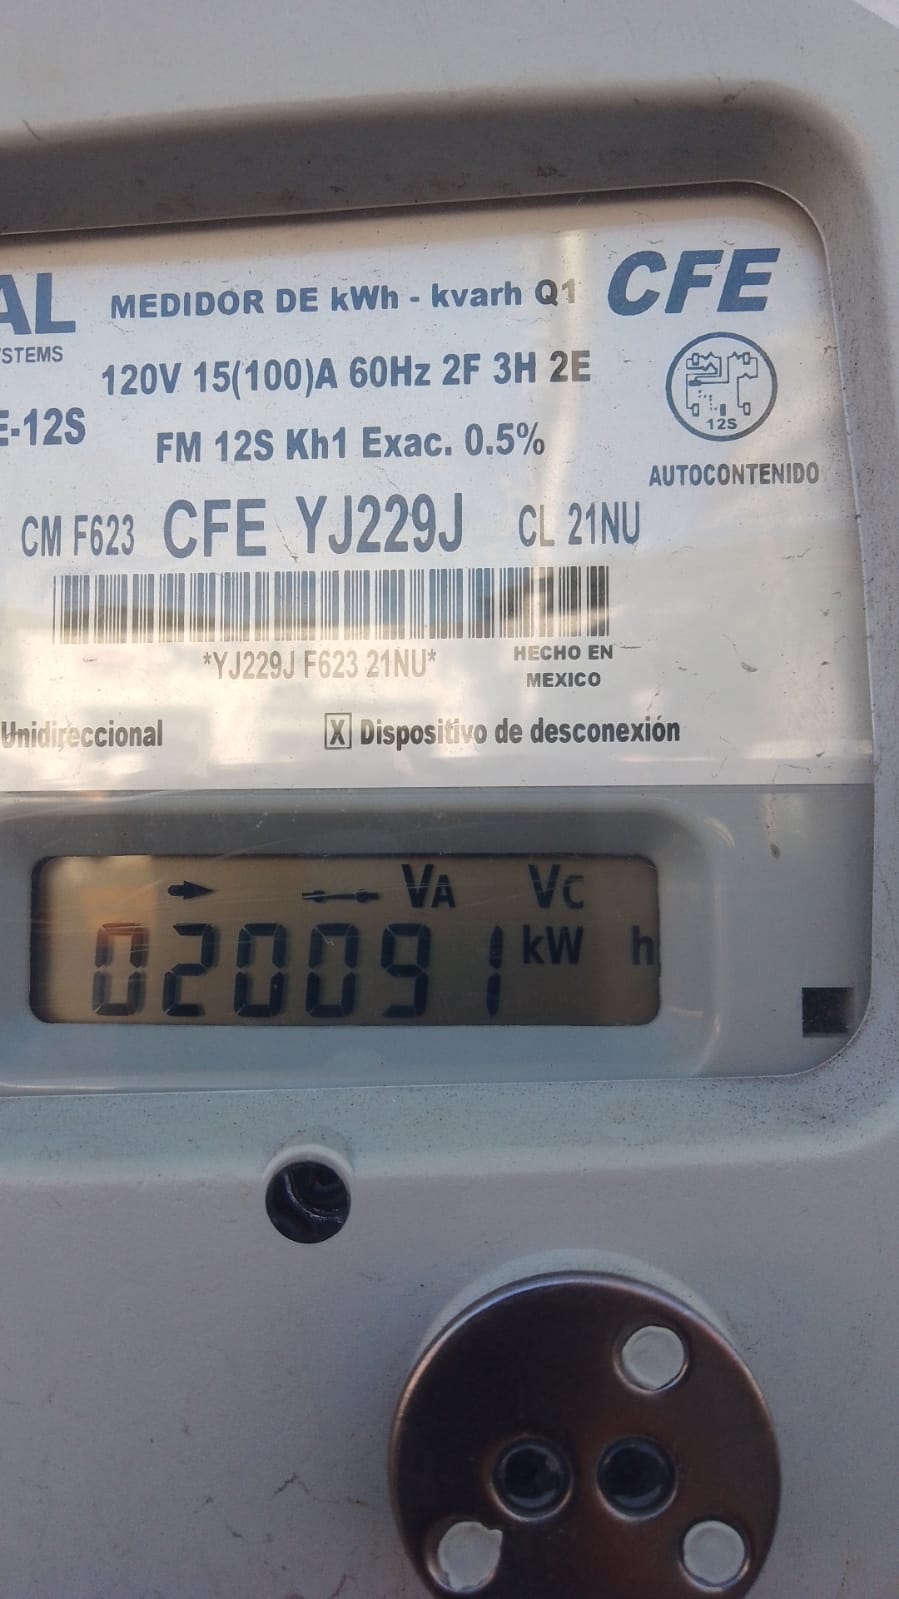 AL MEDIDOR DE kWh - kvarh Q1 CFE
STEMS
120V 15(100)A 60Hz 2F 3H 2E
E-12S
FM 12S Kh1 Exac. 0.5%
12S
AUTOCONTENIDO
CM F623 CFE YJ229J CL 21NU
*YJ229J F623 21NU*
HECHO EN
MEXICO
Unidireccional X Dispositivo de desconexión
VA VC
020091 kW h